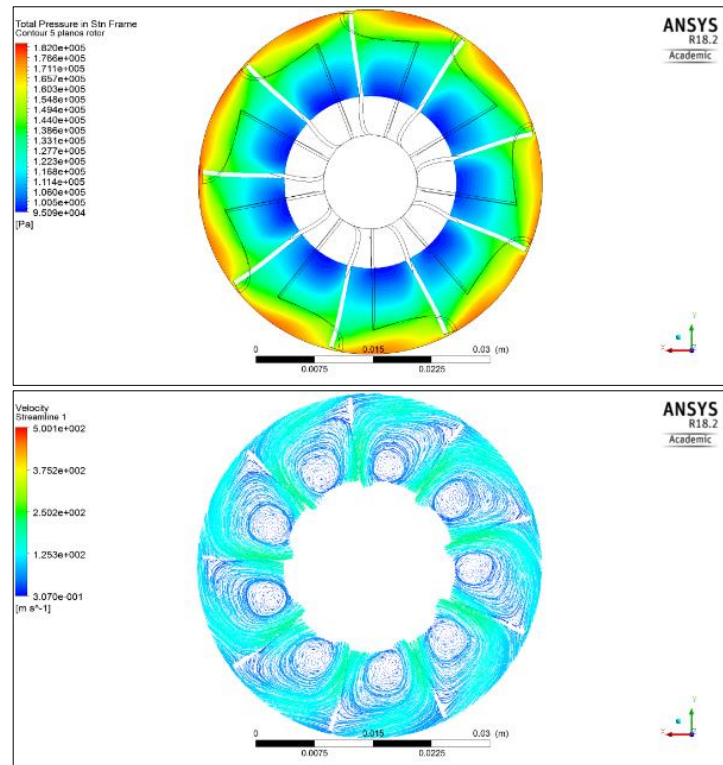 Total Pressure in Stn Frame
Contour 5 planos rotor
1.820e+005
1.766e+005
1.711e+005
1.657e+005
1.603e+005
1.548e+005
1.494e+005
1.440e+005
1.386e+005
1.331e+005
1.277e+005
1.223e+005
1.168e+005
1.114e+005
1.060e+005
1.005e+005
9.509e+004
[Pa]
ANSYS
R18.2
Academic
0 0.015 0.03 (m)
0.0075 0.0225
Y
X
Z
Velocity
Streamline 1
5.001e+002
3.752e+002
2.502e+002
1.253e+002
3.070e-001
[m s^-1]
ANSYS
R18.2
Academic
0 0.015 0.03 (m)
0.0075 0.0225
Y
X
Z